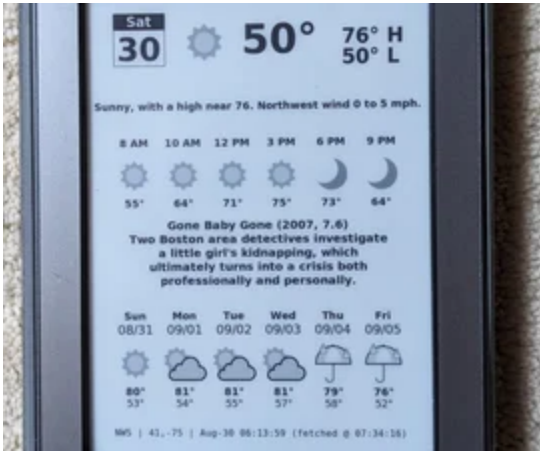 Sat
30
50°
76° H
50° L
Sunny, with a high near 76. Northwest wind 0 to 5 mph.
8 AM 10 AM 12 PM 3 PM 6 PM 9 PM
55° 64° 71° 75° 73° 64°
Gone Baby Gone (2007, 7.6)
Two Boston area detectives investigate
a little girl's kidnapping, which
ultimately turns into a crisis both
professionally and personally.
Sun Mon Tue Wed Thu Fri
08/31 09/01 09/02 09/03 09/04 09/05
80° 81° 81° 81° 79° 76°
53° 54° 55° 57° 58° 52°
NWS | 41,-75 | Aug-30 06:13:59 (fetched @ 07:34:16)